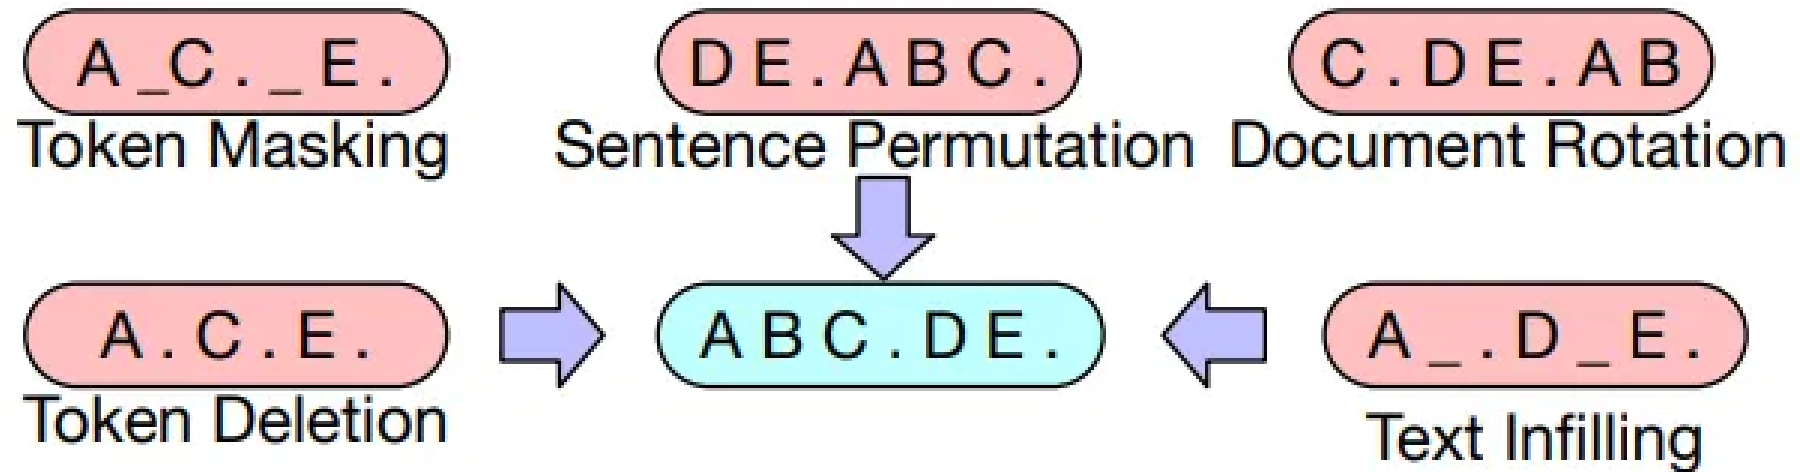 A _ C . _ E .
Token Masking
D E . A B C .
Sentence Permutation
C . D E . A B
Document Rotation
A . C . E .
Token Deletion
A B C . D E .
A _ . D _ E .
Text Infilling